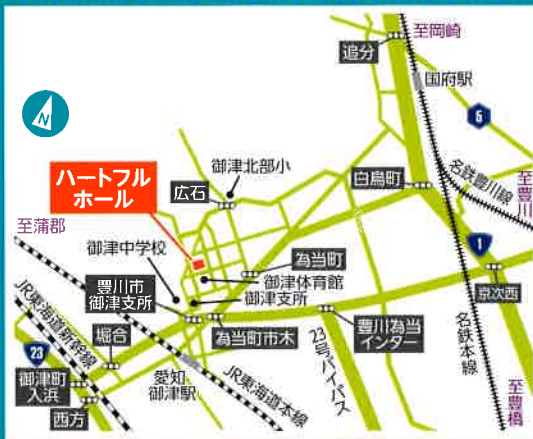 至岡崎
追分
国府駅
N
5
御津北部小
名鉄豊川線
ハートフル
ホール
広石
白鳥町
至豊川
至蒲郡
御津中学校
為当町
1
御津体育館
京次西
豊川市
御津支所
御津支所
JR東海道新幹線
堀合
為当町市木
豊川為当
インター
名鉄本線
23
23号バイパス
御津町
入浜
愛知
御津駅
JR東海道本線
至豊橋
西方